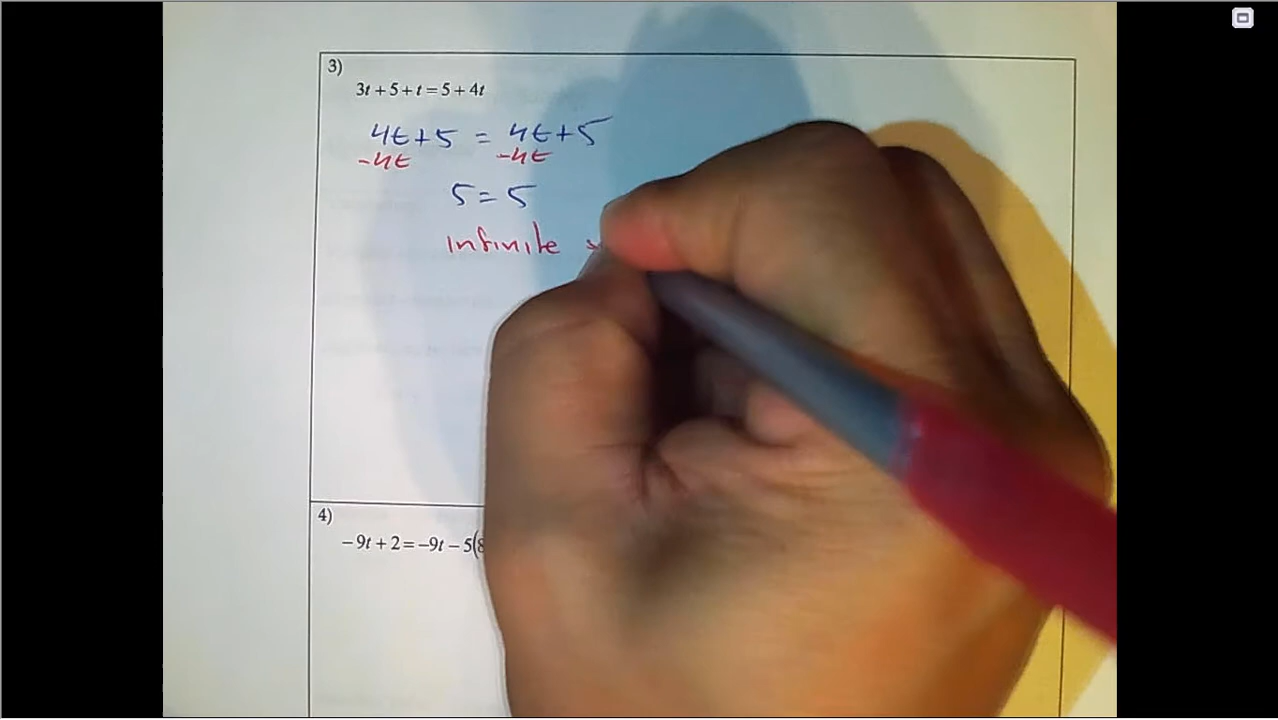 3)
3t + 5 + t = 5 + 4t
4t + 5 = 4t + 5
-4t -4t
5 = 5
infinite
4)
-9t + 2 = -9t - 5(8